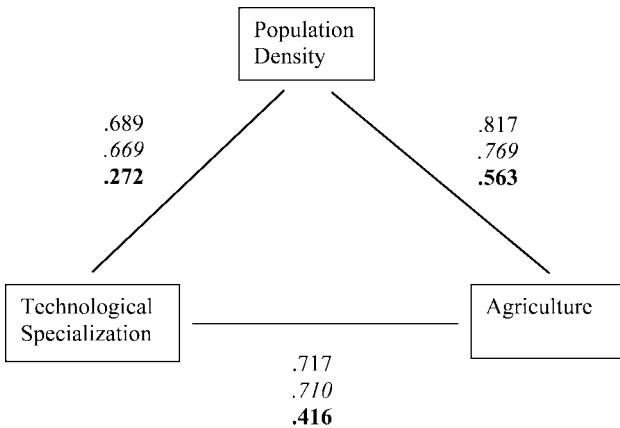 Population
Density
.689
.669
.272
.817
.769
.563
Technological
Specialization
Agriculture
.717
.710
.416